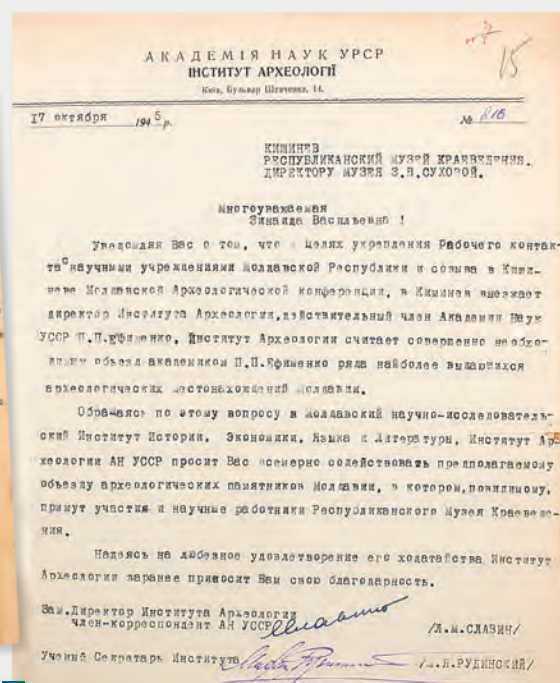 15
АКАДЕМІЯ НАУК УРСР
ІНСТИТУТ АРХЕОЛОГІЇ
Київ, Бульвар Шевченка, 14.
17 октября 1945 р.
№ 816
КИШИНЕВ
РЕСПУБЛИКАНСКИЙ МУЗЕЙ КРАЕВЕДЕНИЯ.
ДИРЕКТОРУ МУЗЕЯ З.В.СУХОВОЙ.
Многоуважаемая
Зинаида Васильевна !
Уведомляя Вас о том, что в целях укрепления Рабочего контак-
та с научными учреждениями Молдавской Республики и созыва в Киши-
неве Молдавской Археологической конференции, в Кишинев выезжает
директор Института Археологии, действительный член Академии Наук
УССР П.П.Ефименко, Институт Археологии считает совершенно необхо-
димым объезд академиком П.П.Ефименко ряда наиболее выдающихся
археологических местонахождений Молдавии.
Обращаясь по этому вопросу в Молдавский научно-исследователь-
ский Институт Истории, Экономики, Языка и Литературы, Институт Ар-
хеологии АН УССР просит Вас всемерно содействовать предполагаемому
объезду археологических памятников Молдавии, в котором, повидимому,
примут участия и научные работники Республиканского Музея Краеведе-
ния.
Надеясь на любезное удовлетворение его ходатайства Институт
Археологии заранее приносит Вам свою благодарность.
Зам.Директор Института Археологии
член-корреспондент АН УССР
/Л.М.СЛАВИН/
Ученый Секретарь Института
/М.Я.РУДИНСКИЙ/